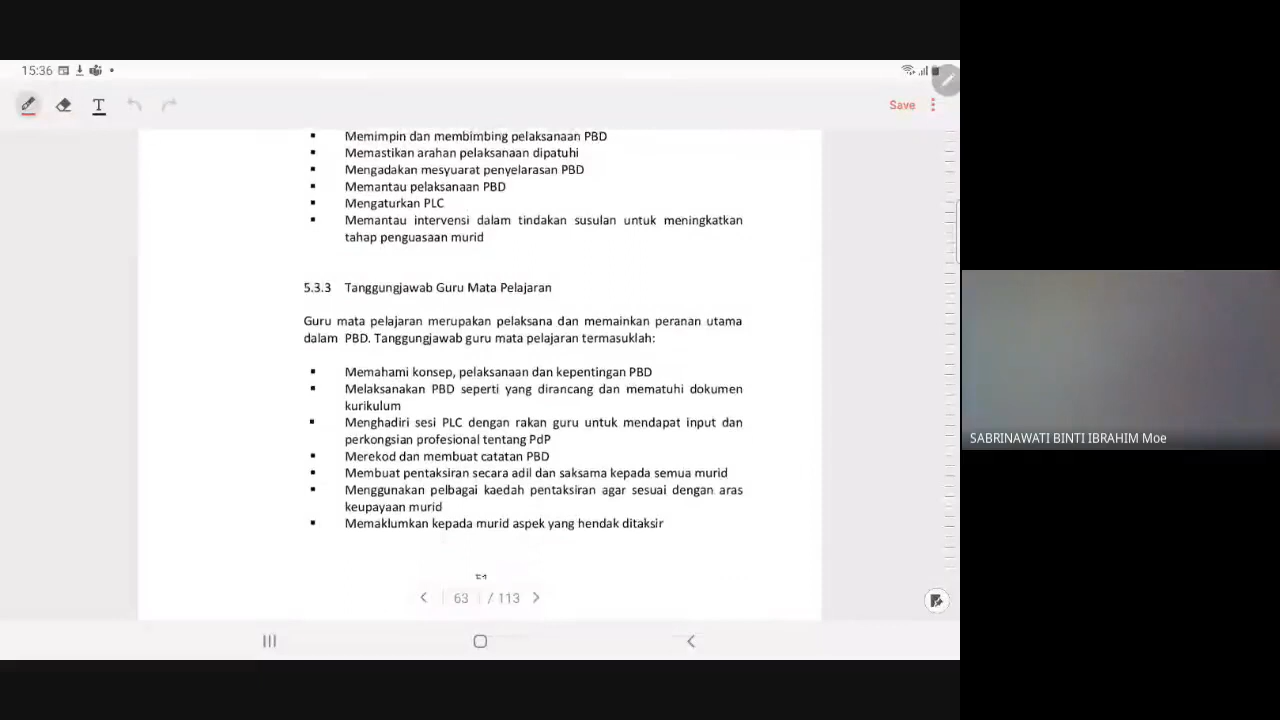 15:36
T
Save
Memimpin dan membimbing pelaksanaan PBD
Memastikan arahan pelaksanaan dipatuhi
Mengadakan mesyuarat penyelarasan PBD
Memantau pelaksanaan PBD
Mengaturkan PLC
Memantau intervensi dalam tindakan susulan untuk meningkatkan
tahap penguasaan murid
5.3.3 Tanggungjawab Guru Mata Pelajaran
Guru mata pelajaran merupakan pelaksana dan memainkan peranan utama
dalam PBD. Tanggungjawab guru mata pelajaran termasuklah:
Memahami konsep, pelaksanaan dan kepentingan PBD
Melaksanakan PBD seperti yang dirancang dan mematuhi dokumen
kurikulum
Menghadiri sesi PLC dengan rakan guru untuk mendapat input dan
perkongsian profesional tentang PdP
Merekod dan membuat catatan PBD
Membuat pentaksiran secara adil dan saksama kepada semua murid
Menggunakan pelbagai kaedah pentaksiran agar sesuai dengan aras
keupayaan murid
Memaklumkan kepada murid aspek yang hendak ditaksir
63 / 113
SABRINAWATI BINTI IBRAHIM Moe